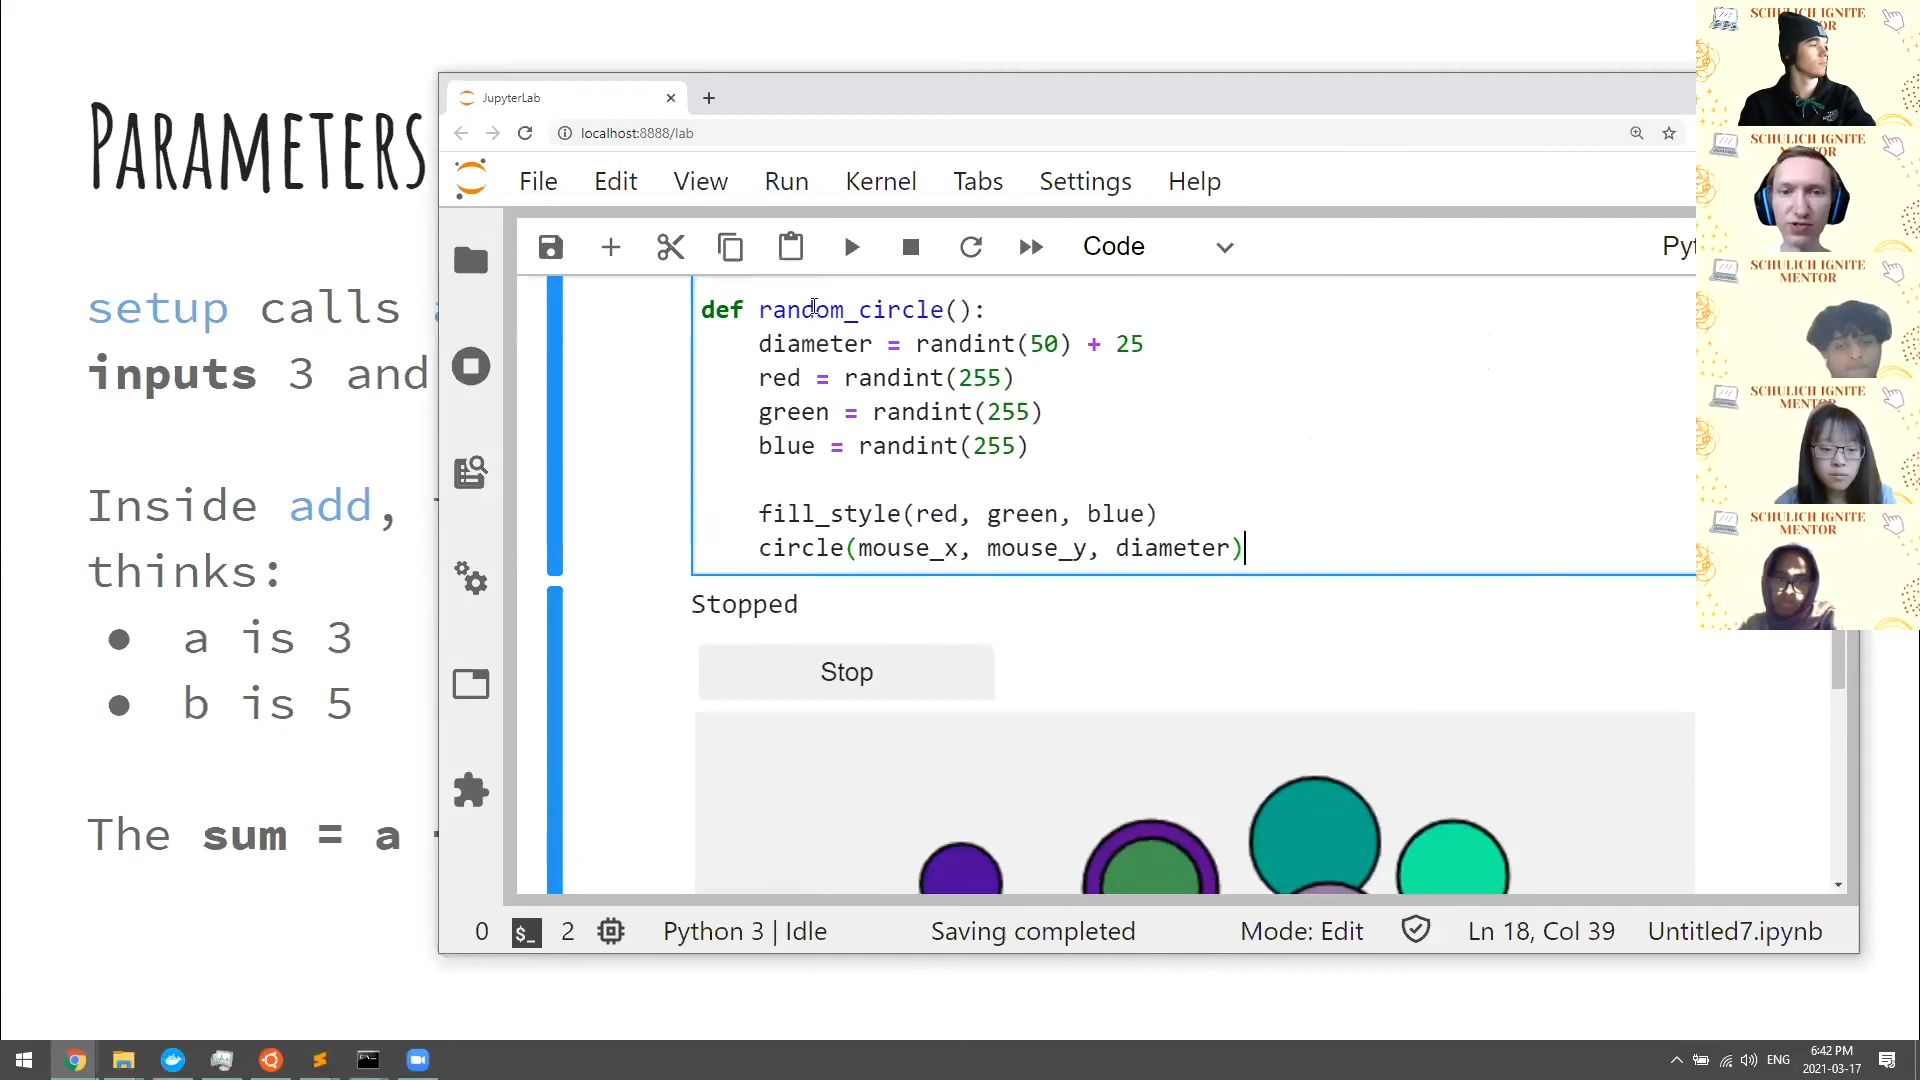 PARAMETERS
setup calls
inputs 3 and
Inside add,
thinks:
● a is 3
● b is 5
The sum = a
JupyterLab
localhost:8888/lab
File Edit View Run Kernel Tabs Settings Help
Code
def random_circle():
diameter = randint(50) + 25
red = randint(255)
green = randint(255)
blue = randint(255)
fill_style(red, green, blue)
circle(mouse_x, mouse_y, diameter)
Stopped
Stop
0 $_ 2 Python 3 | Idle Saving completed Mode: Edit Ln 18, Col 39 Untitled7.ipynb
SCHULICH IGNITE
SCHULICH IGNITE
SCHULICH IGNITE
MENTOR
SCHULICH IGNITE
SCHULICH IGNITE
MENTOR
ENG
6:42 PM
2021-03-17